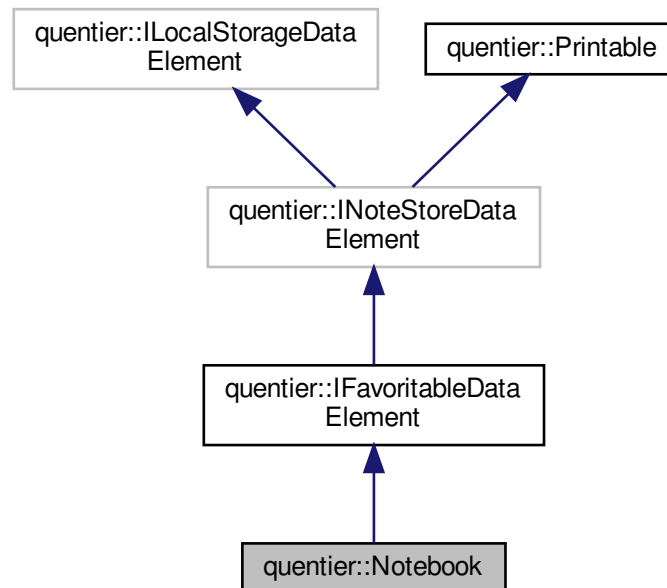 quentier::ILocalStorageData
Element
quentier::Printable
quentier::INoteStoreData
Element
quentier::IFavoritableData
Element
quentier::Notebook